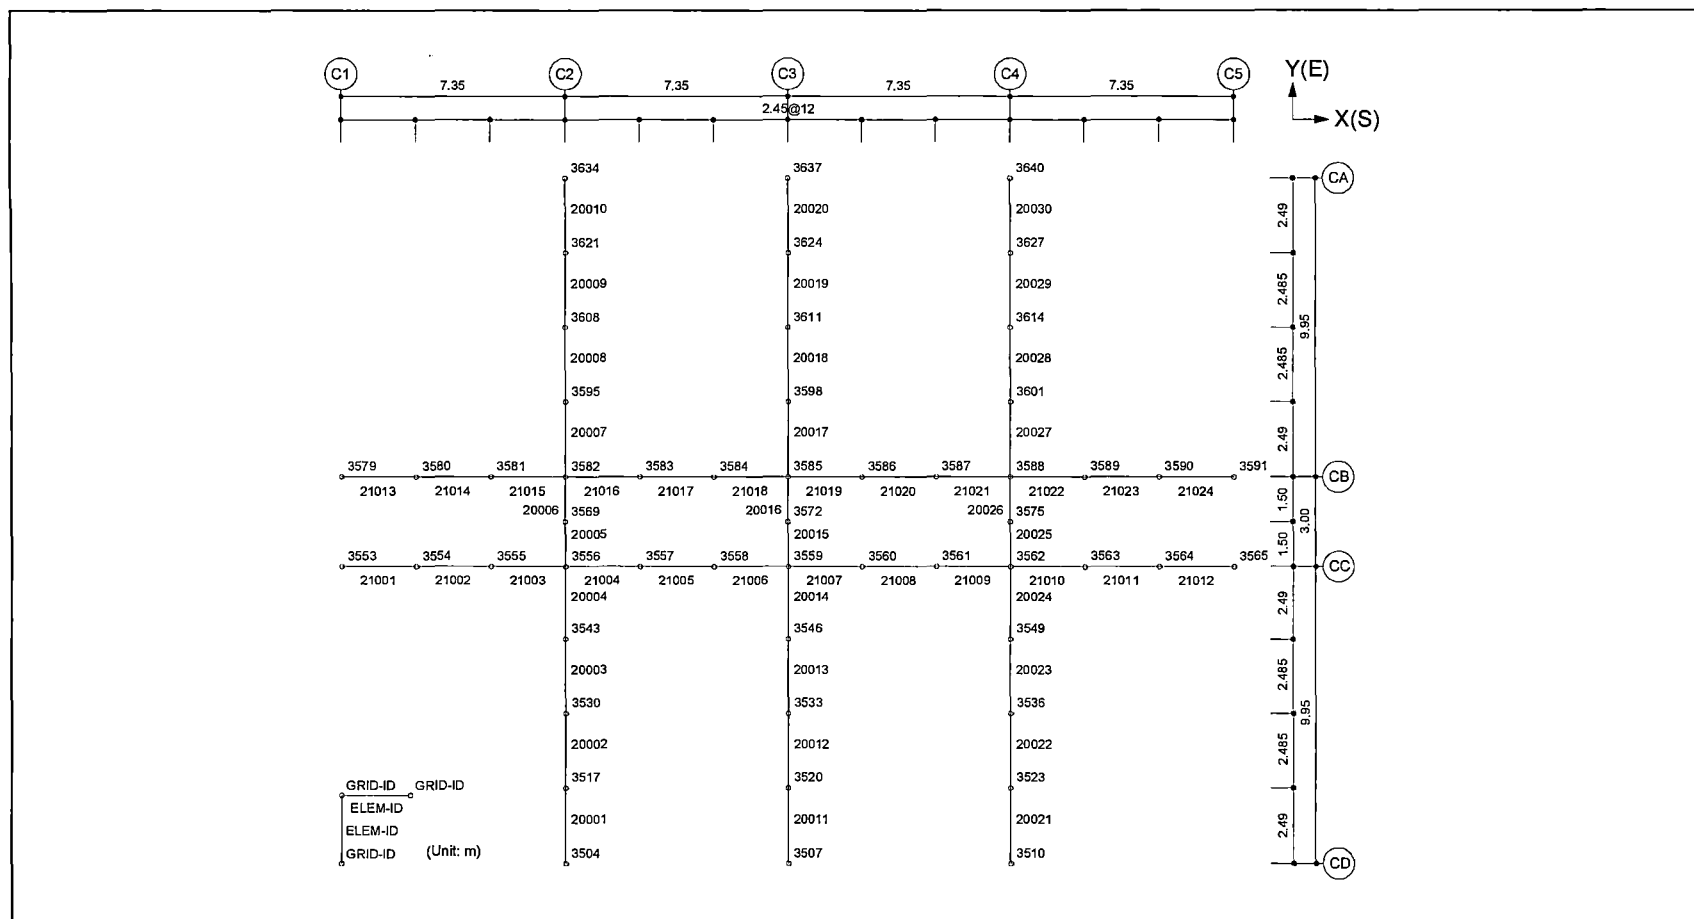 C1 C2 C3 C4 C5
7.35 7.35 7.35 7.35
2.45@12
Y(E)
X(S)
3634 3637 3640
CA
20010 20020 20030
2.49
3621 3624 3627
20009 20019 20029
2.485
3608 3611 3614
9.95
20008 20018 20028
2.485
3595 3598 3601
20007 20017 20027
2.49
3579 3580 3581 3582 3583 3584 3585 3586 3587 3588 3589 3590 3591
CB
21013 21014 21015 21016 21017 21018 21019 21020 21021 21022 21023 21024
1.50
20006 3569 20016 3572 20026 3575
3.00
20005 20015 20025
1.50
3553 3554 3555 3556 3557 3558 3559 3560 3561 3562 3563 3564 3565
CC
21001 21002 21003 21004 21005 21006 21007 21008 21009 21010 21011 21012
20004 20014 20024
2.49
3543 3546 3549
20003 20013 20023
2.485
3530 3533 3536
9.95
20002 20012 20022
2.485
3517 3520 3523
GRID-ID GRID-ID
ELEM-ID
20001 20011 20021
2.49
ELEM-ID
GRID-ID (Unit: m)
3504 3507 3510
CD